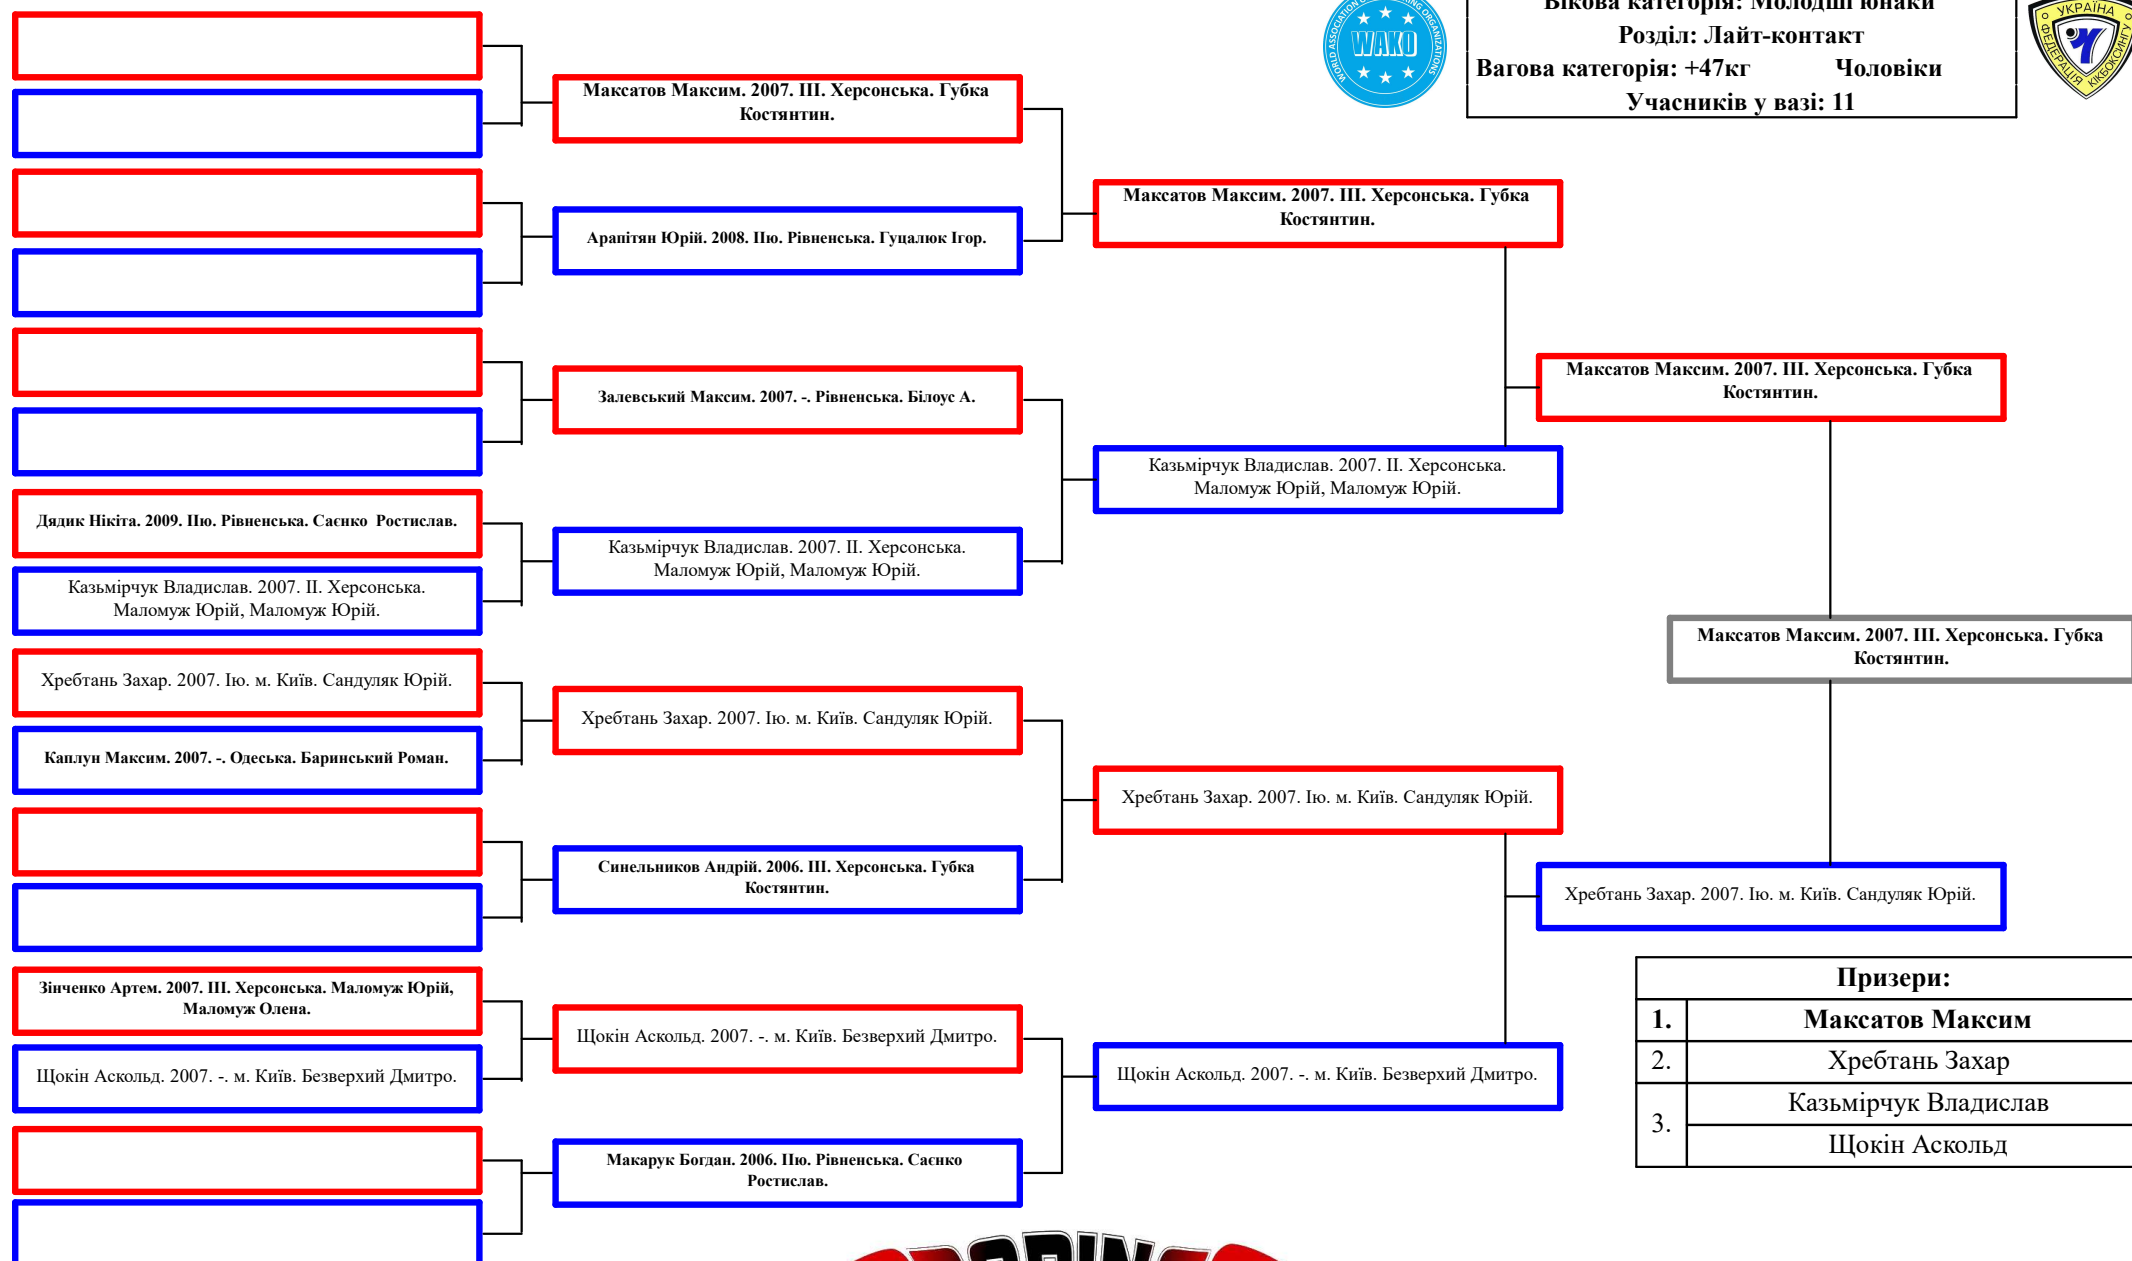 Вікова категорія: Молодші юнаки
Розділ: Лайт-контакт
Вагова категорія: +47кг Чоловіки
Учасників у вазі: 11
WORLD ASSOCIATION
ORGANIZATIONS
WAKO
УКРАЇНА
ФЕДЕРАЦІЯ КІКБОКСИНГУ
Дядик Нікіта. 2009. ІІю. Рівненська. Саєнко Ростислав.
Казьмірчук Владислав. 2007. ІІ. Херсонська.
Маломуж Юрій, Маломуж Юрій.
Хребтань Захар. 2007. Ію. м. Київ. Сандуляк Юрій.
Каплун Максим. 2007. -. Одеська. Баринський Роман.
Зінченко Артем. 2007. ІІІ. Херсонська. Маломуж Юрій,
Маломуж Олена.
Щокін Аскольд. 2007. -. м. Київ. Безверхий Дмитро.
Максатов Максим. 2007. ІІІ. Херсонська. Губка
Костянтин.
Арапітян Юрій. 2008. ІІю. Рівненська. Гуцалюк Ігор.
Залевський Максим. 2007. -. Рівненська. Білоус А.
Казьмірчук Владислав. 2007. ІІ. Херсонська.
Маломуж Юрій, Маломуж Юрій.
Хребтань Захар. 2007. Ію. м. Київ. Сандуляк Юрій.
Синельников Андрій. 2006. ІІІ. Херсонська. Губка
Костянтин.
Щокін Аскольд. 2007. -. м. Київ. Безверхий Дмитро.
Макарук Богдан. 2006. ІІю. Рівненська. Саєнко
Ростислав.
Максатов Максим. 2007. ІІІ. Херсонська. Губка
Костянтин.
Казьмірчук Владислав. 2007. ІІ. Херсонська.
Маломуж Юрій, Маломуж Юрій.
Хребтань Захар. 2007. Ію. м. Київ. Сандуляк Юрій.
Щокін Аскольд. 2007. -. м. Київ. Безверхий Дмитро.
Максатов Максим. 2007. ІІІ. Херсонська. Губка
Костянтин.
Хребтань Захар. 2007. Ію. м. Київ. Сандуляк Юрій.
Максатов Максим. 2007. ІІІ. Херсонська. Губка
Костянтин.
Призери:
1. Максатов Максим
2. Хребтань Захар
3. Казьмірчук Владислав
Щокін Аскольд